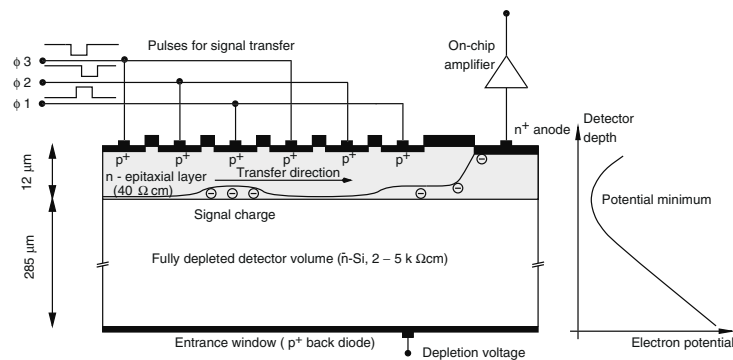 Pulses for signal transfer
ϕ 3
ϕ 2
ϕ 1
On-chip
amplifier
n+ anode
Detector
depth
p+ p+ p+ p+ p+ p+
12 μm
n - epitaxial layer
(40 Ω cm)
Transfer direction
Signal charge
Potential minimum
285 μm
Fully depleted detector volume (n̄-Si, 2 – 5 k Ωcm)
Entrance window ( p+ back diode)
Depletion voltage
Electron potential